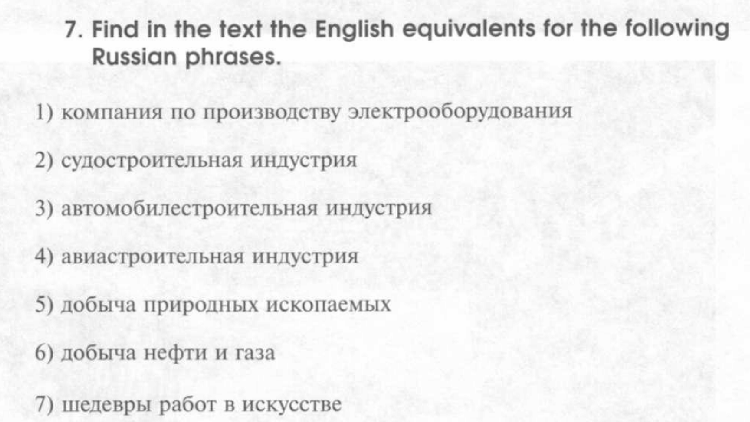 7. Find in the text the English equivalents for the following
Russian phrases.
1) компания по производству электрооборудования
2) судостроительная индустрия
3) автомобилестроительная индустрия
4) авиастроительная индустрия
5) добыча природных ископаемых
6) добыча нефти и газа
7) шедевры работ в искусстве